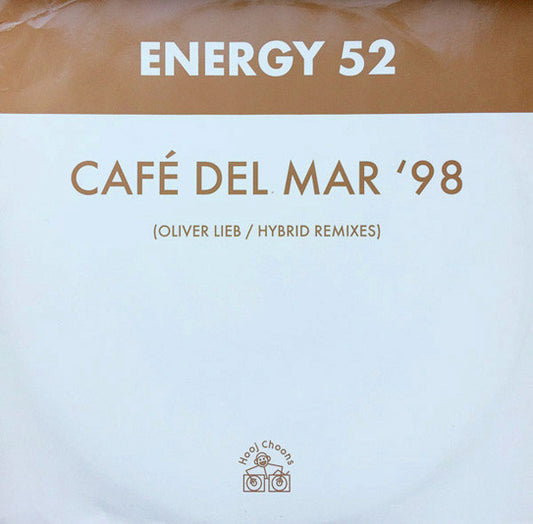 ENERGY 52
CAFÉ DEL MAR ‘98
(OLIVER LIEB / HYBRID REMIXES)
Hooj Choons